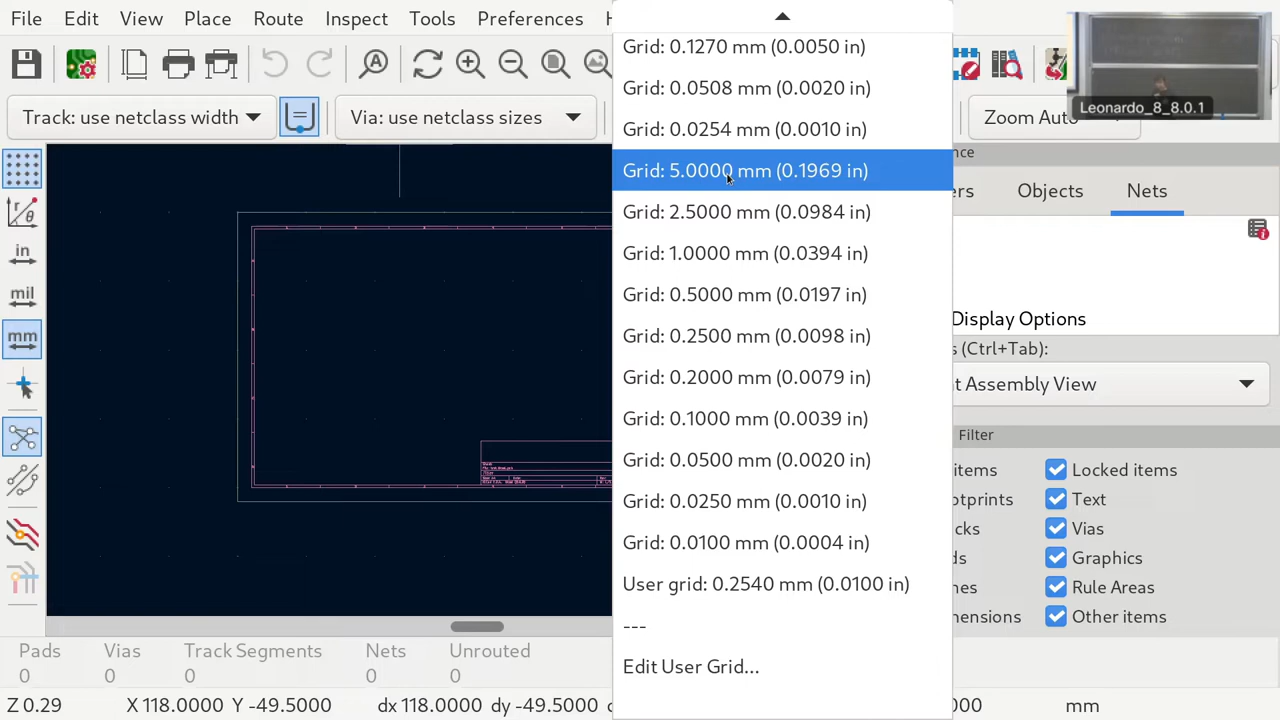 File Edit View Place Route Inspect Tools Preferences
Track: use netclass width
Via: use netclass sizes
Zoom Auto
Leonardo_8_8.0.1
Grid: 0.1270 mm (0.0050 in)
Grid: 0.0508 mm (0.0020 in)
Grid: 0.0254 mm (0.0010 in)
Grid: 5.0000 mm (0.1969 in)
Grid: 2.5000 mm (0.0984 in)
Grid: 1.0000 mm (0.0394 in)
Grid: 0.5000 mm (0.0197 in)
Grid: 0.2500 mm (0.0098 in)
Grid: 0.2000 mm (0.0079 in)
Grid: 0.1000 mm (0.0039 in)
Grid: 0.0500 mm (0.0020 in)
Grid: 0.0250 mm (0.0010 in)
Grid: 0.0100 mm (0.0004 in)
User grid: 0.2540 mm (0.0100 in)
---
Edit User Grid...
in
mil
mm
nce
ers Objects Nets
Display Options
s (Ctrl+Tab):
t Assembly View
Filter
items Locked items
otprints Text
cks Vias
ds Graphics
nes Rule Areas
mensions Other items
Pads Vias Track Segments Nets Unrouted
0 0 0 0 0
Z 0.29 X 118.0000 Y -49.5000 dx 118.0000 dy -49.5000 mm